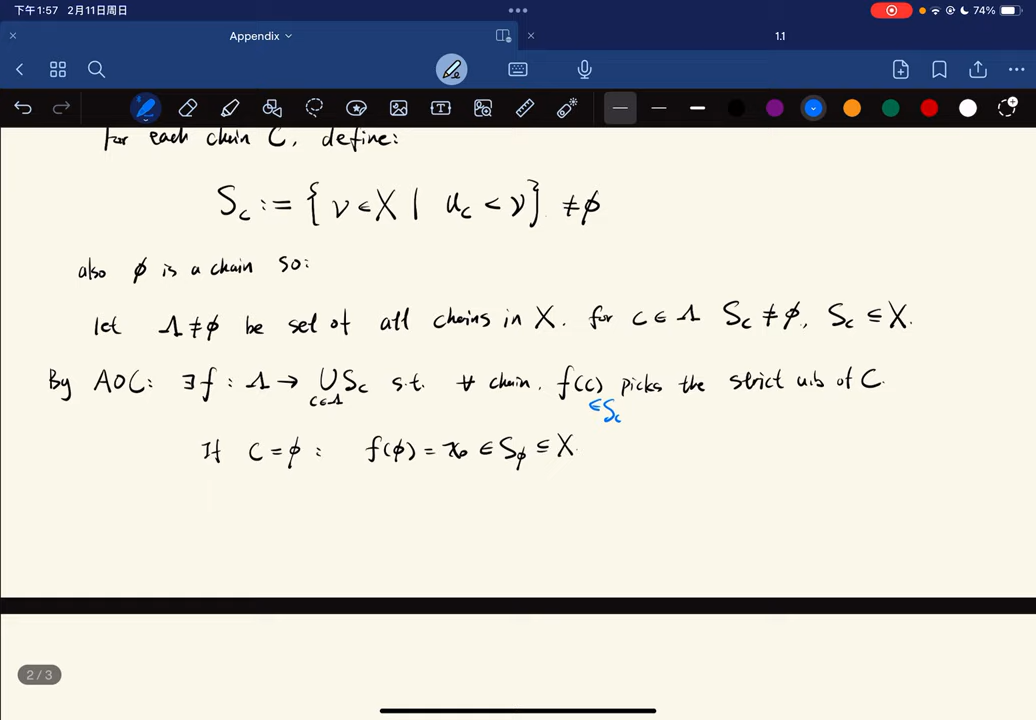 下午1:57 2月11日周日
74%
Appendix
1.1
For each chain C, define:
S_c := { v ∈ X | u_c < v } ≠ ϕ
also ϕ is a chain so:
let Λ ≠ ϕ be set of all chains in X. for c ∈ Λ S_c ≠ ϕ, S_c ⊆ X.
By AOC: ∃ f : Λ → ∪ S_c s.t. ∀ chain, f(c) picks the strict u.b of C.
c∈Λ
∈ S_c
If C = ϕ : f(ϕ) = x₀ ∈ S_ϕ ⊆ X.
2 / 3